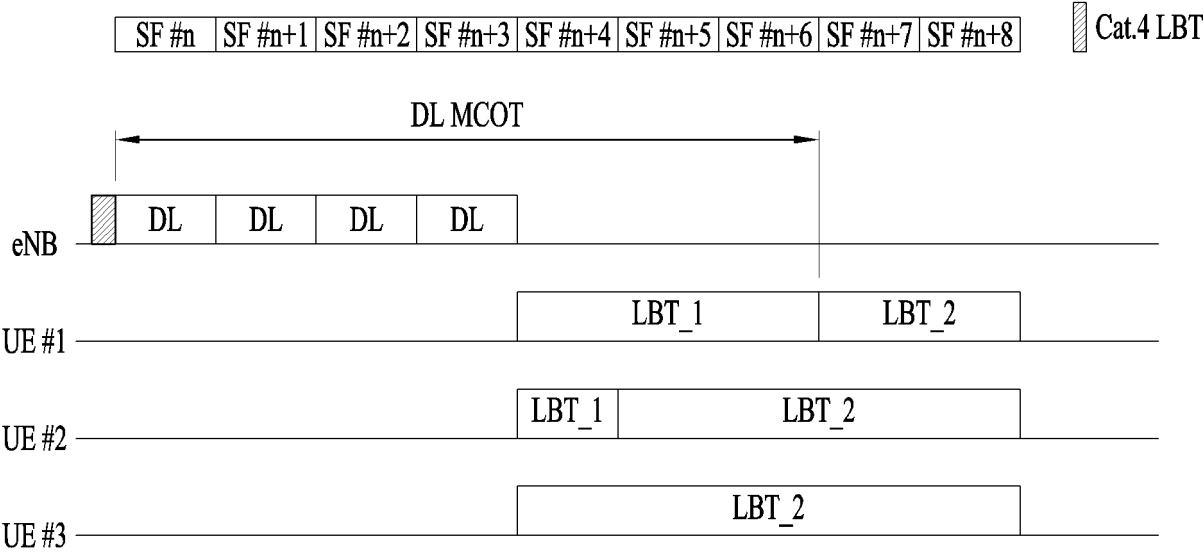 SF #n SF #n+1 SF #n+2 SF #n+3 SF #n+4 SF #n+5 SF #n+6 SF #n+7 SF #n+8 Cat.4 LBT
DL MCOT
eNB DL DL DL DL
UE #1 LBT_1 LBT_2
UE #2 LBT_1 LBT_2
UE #3 LBT_2